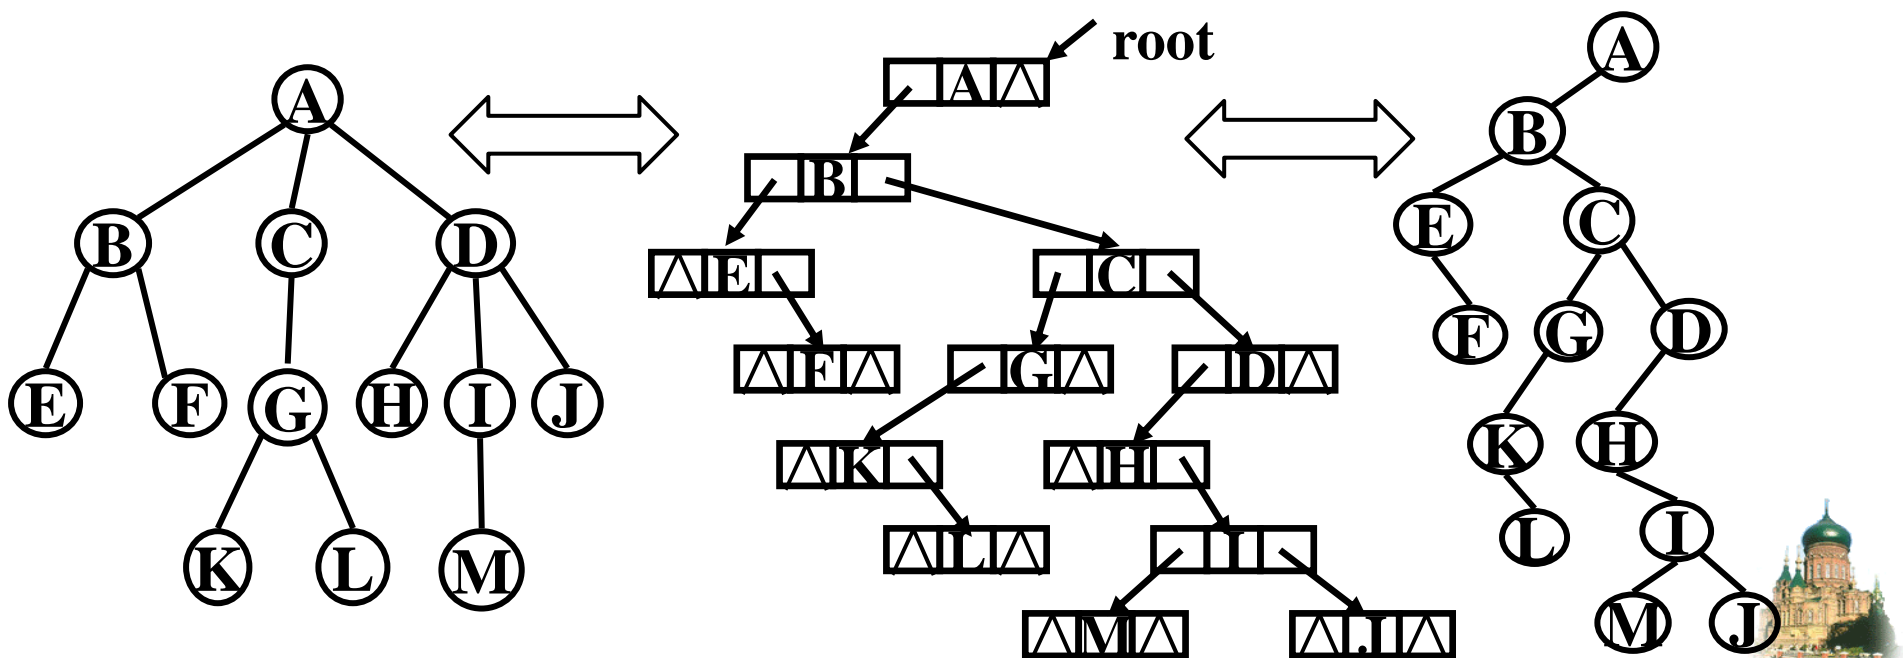 root
A
B C D
E F G H I J
K L M
∧ A ∧
B
∧ E
C
∧ F ∧
G ∧
D ∧
∧ K
∧ H
∧ L ∧
I
∧ M ∧
∧ J ∧
A
B
E C
F G D
K H
L I
M J